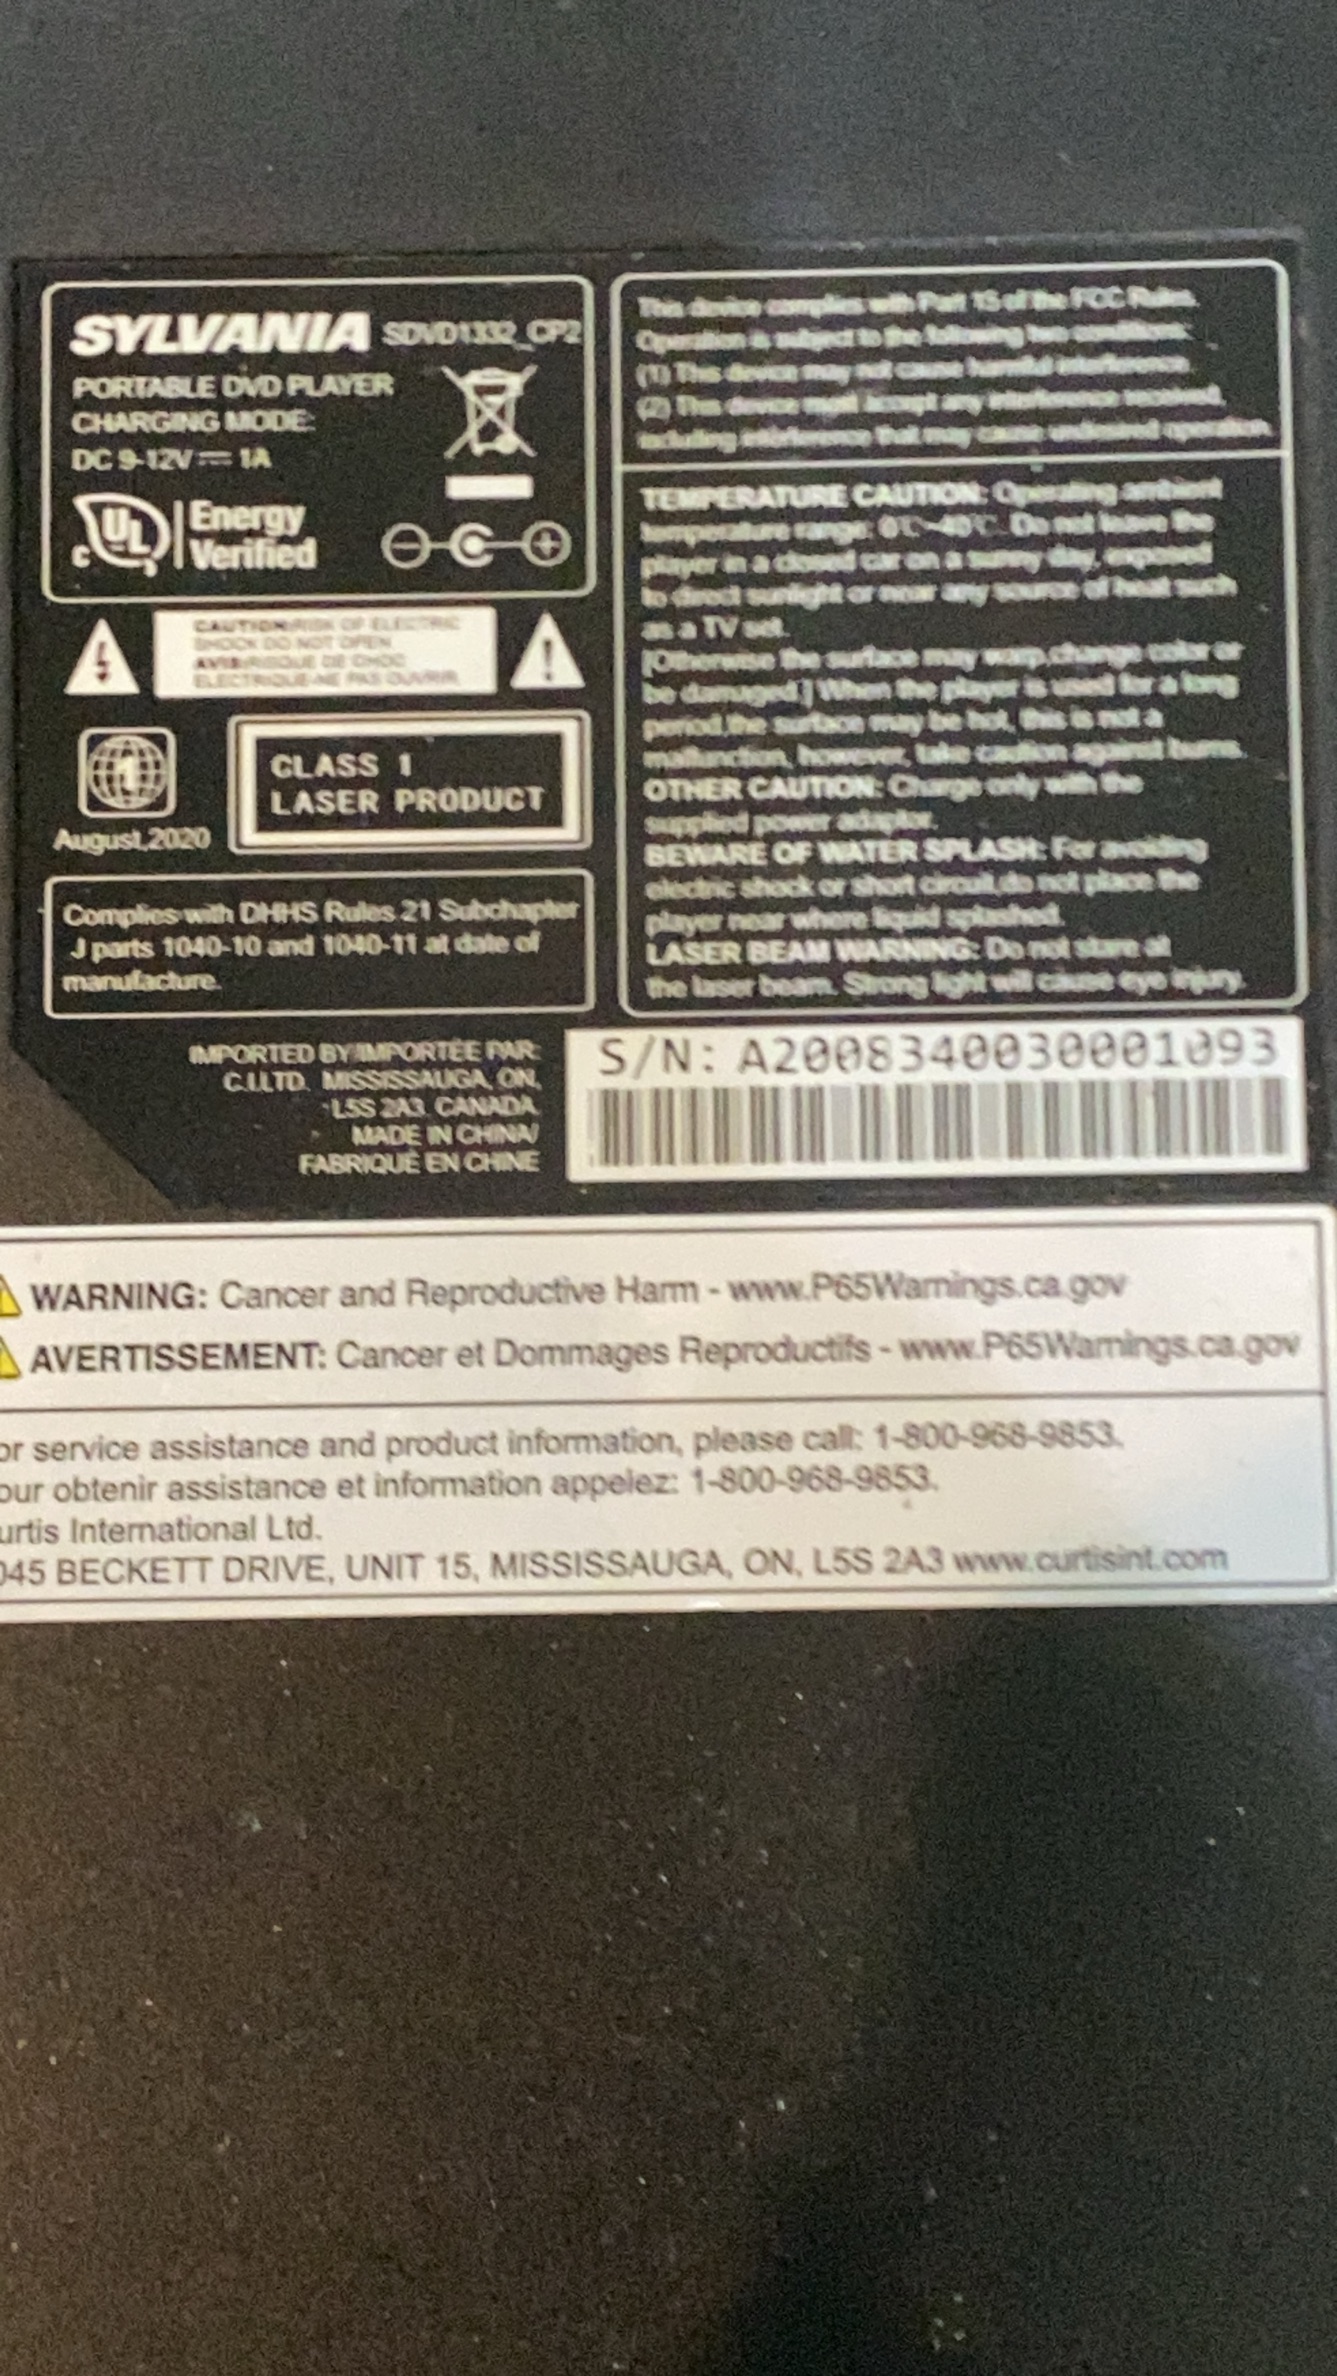 SYLVANIA SDVD1332_CP2
PORTABLE DVD PLAYER
CHARGING MODE:
DC 9-12V⎓1A
c UL Energy
Verified
CAUTION:RISK OF ELECTRIC
SHOCK DO NOT OPEN
AVIS:RISQUE DE CHOC
ELECTRIQUE-NE PAS OUVRIR
1
August,2020
CLASS 1
LASER PRODUCT
Complies with DHHS Rules 21 Subchapter
J parts 1040-10 and 1040-11 at date of
manufacture.
This device complies with Part 15 of the FCC Rules.
Operation is subject to the following two conditions:
(1) This device may not cause harmful interference.
(2) This device must accept any interference received,
including interference that may cause undesired operation.
TEMPERATURE CAUTION: Operating ambient
temperature range: 0℃~40℃. Do not leave the
player in a closed car on a sunny day, exposed
to direct sunlight or near any source of heat such
as a TV set.
[Otherwise the surface may warp,change color or
be damaged.] When the player is used for a long
period,the surface may be hot, this is not a
malfunction, however, take caution against burns.
OTHER CAUTION: Charge only with the
supplied power adaptor.
BEWARE OF WATER SPLASH: For avoiding
electric shock or short circuit,do not place the
player near where liquid splashed.
LASER BEAM WARNING: Do not stare at
the laser beam. Strong light will cause eye injury.
IMPORTED BY/IMPORTÉE PAR:
C.I.LTD. MISSISSAUGA, ON,
L5S 2A3. CANADA.
MADE IN CHINA/
FABRIQUÉ EN CHINE
S/N: A2008340030001093
WARNING: Cancer and Reproductive Harm - www.P65Warnings.ca.gov
AVERTISSEMENT: Cancer et Dommages Reproductifs - www.P65Warnings.ca.gov
or service assistance and product information, please call: 1-800-968-9853.
our obtenir assistance et information appelez: 1-800-968-9853.
urtis International Ltd.
045 BECKETT DRIVE, UNIT 15, MISSISSAUGA, ON, L5S 2A3 www.curtisint.com